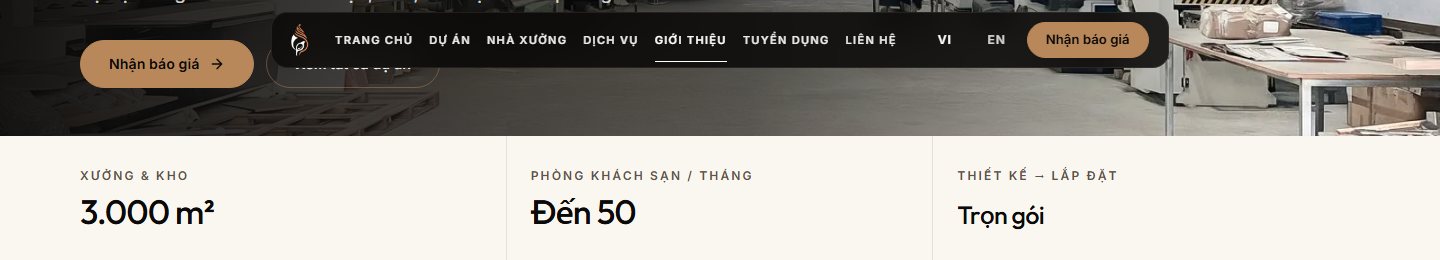 TRANG CHỦ DỰ ÁN NHÀ XƯỞNG DỊCH VỤ GIỚI THIỆU TUYỂN DỤNG LIÊN HỆ VI EN Nhận báo giá
Nhận báo giá →
XƯỞNG & KHO
3.000 m²
PHÒNG KHÁCH SẠN / THÁNG
Đến 50
THIẾT KẾ → LẮP ĐẶT
Trọn gói